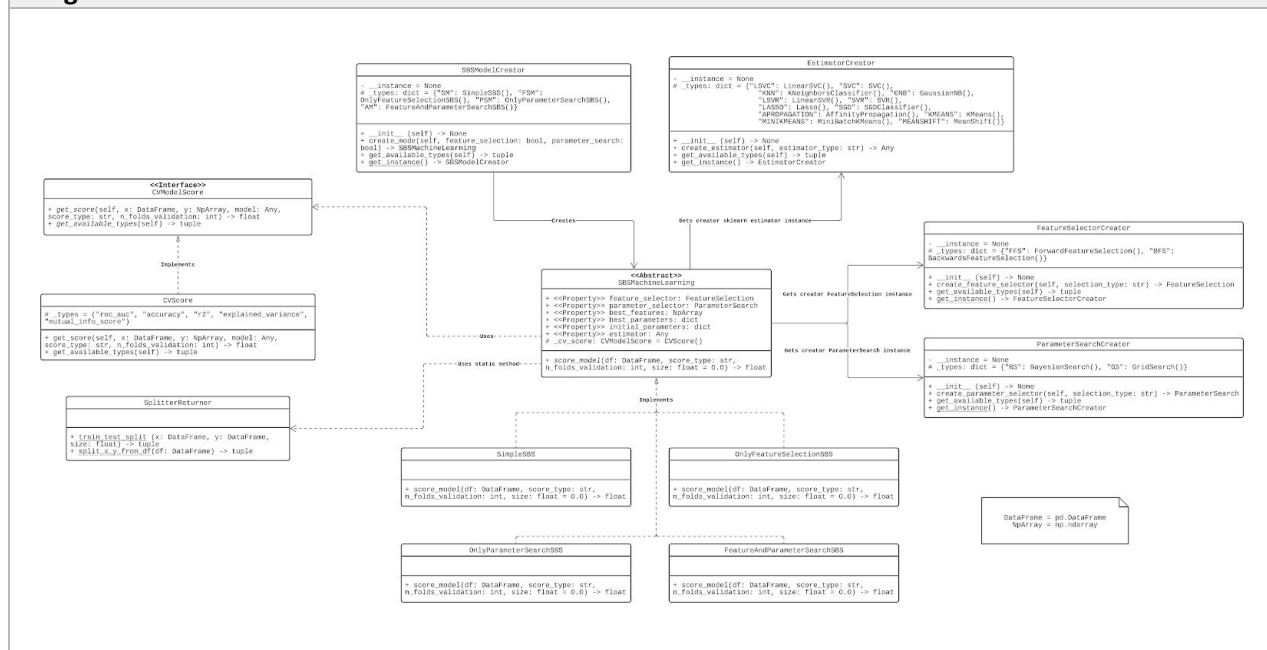 SBSModelCreator
- __instance = None
# _types: dict = {"SM": SimpleSBS(), "FSM":
OnlyFeatureSelectionSBS(), "PSM": OnlyParameterSearchSBS(),
"AM": FeatureAndParameterSearchSBS()}
+ __init__ (self) -> None
+ create_mode(self, feature_selection: bool, parameter_search:
bool) -> SBSMachineLearning
+ get_available_types(self) -> tuple
+ get_instance() -> SBSModelCreator
EstimatorCreator
- __instance = None
# _types: dict = {"LSVC": LinearSVC(), "SVC": SVC(),
"KNN": KNeighborsClassifier(), "GNB": GaussianNB(),
"LSVR": LinearSVR(), "SVR": SVR(),
"LASSO": Lasso(), "SGD": SGDClassifier(),
"APROPAGATION": AffinityPropagation(), "KMEANS": KMeans(),
"MINIKMEANS": MiniBatchKMeans(), "MEANSHIFT": MeanShift()}
+ __init__ (self) -> None
+ create_estimator(self, estimator_type: str) -> Any
+ get_available_types(self) -> tuple
+ get_instance() -> EstimatorCreator
<<Interface>>
CVModelScore
+ get_score(self, x: DataFrame, y: NpArray, model: Any,
score_type: str, n_folds_validation: int) -> float
+ get_available_types(self) -> tuple
Implements
CVScore
# _types = {"roc_auc", "accuracy", "r2", "explained_variance",
"mutual_info_score"}
+ get_score(self, x: DataFrame, y: NpArray, model: Any,
score_type: str, n_folds_validation: int) -> float
+ get_available_types(self) -> tuple
Creates
Gets creator sklearn estimator instance
<<Abstract>>
SBSMachineLearning
+ <<Property>> feature_selector: FeatureSelection
+ <<Property>> parameter_selector: ParameterSearch
+ <<Property>> best_features: NpArray
+ <<Property>> best_parameters: dict
+ <<Property>> initial_parameters: dict
+ <<Property>> estimator: Any
# _cv_score: CVModelScore = CVScore()
+ score_model(df: DataFrame, score_type: str,
n_folds_validation: int, size: float = 0.0) -> float
Uses
Uses static method
SplitterReturner
+ train_test_split (x: DataFrame, y: DataFrame,
size: float) -> tuple
+ split_x_y_from_df(df: DataFrame) -> tuple
FeatureSelectorCreator
- __instance = None
# _types: dict = {"FFS": ForwardFeatureSelection(), "BFS":
BackwardsFeatureSelection()}
+ __init__ (self) -> None
+ create_feature_selector(self, selection_type: str) -> FeatureSelection
+ get_available_types(self) -> tuple
+ get_instance() -> FeatureSelectorCreator
Gets creator FeatureSelection instance
Gets creator ParameterSearch instance
ParameterSearchCreator
- __instance = None
# _types: dict = {"BS": BayesianSearch(), "GS": GridSearch()}
+ __init__ (self) -> None
+ create_parameter_selector(self, selection_type: str) -> ParameterSearch
+ get_available_types(self) -> tuple
+ get_instance() -> ParameterSearchCreator
Implements
SimpleSBS
+ score_model(df: DataFrame, score_type: str,
n_folds_validation: int, size: float = 0.0) -> float
OnlyFeatureSelectionSBS
+ score_model(df: DataFrame, score_type: str,
n_folds_validation: int, size: float = 0.0) -> float
OnlyParameterSearchSBS
+ score_model(df: DataFrame, score_type: str,
n_folds_validation: int, size: float = 0.0) -> float
FeatureAndParameterSearchSBS
+ score_model(df: DataFrame, score_type: str,
n_folds_validation: int, size: float = 0.0) -> float
DataFrame = pd.DataFrame
NpArray = np.ndarray